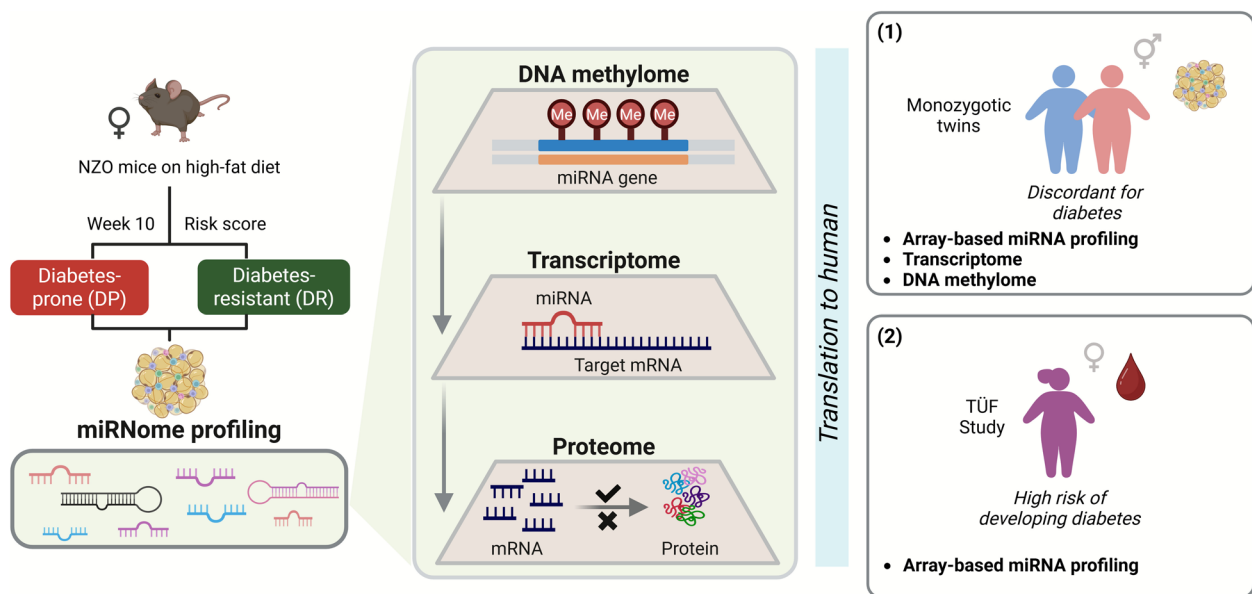 NZO mice on high-fat diet
Week 10
Risk score
Diabetes-
prone (DP)
Diabetes-
resistant (DR)
miRNome profiling
DNA methylome
Me Me Me Me
miRNA gene
Transcriptome
miRNA
Target mRNA
Proteome
mRNA
Protein
Translation to human
(1)
Monozygotic
twins
Discordant for
diabetes
• Array-based miRNA profiling
• Transcriptome
• DNA methylome
(2)
TÜF
Study
High risk of
developing diabetes
• Array-based miRNA profiling